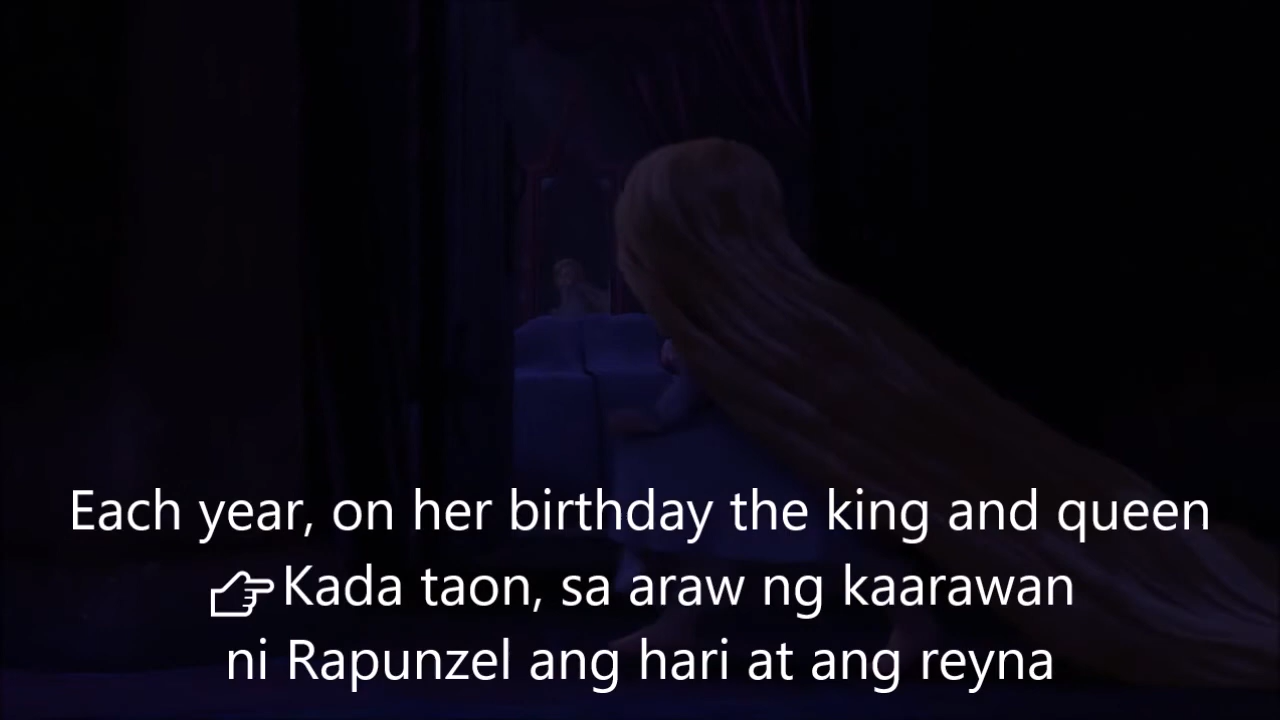 Each year, on her birthday the king and queen
👉Kada taon, sa araw ng kaarawan
ni Rapunzel ang hari at ang reyna